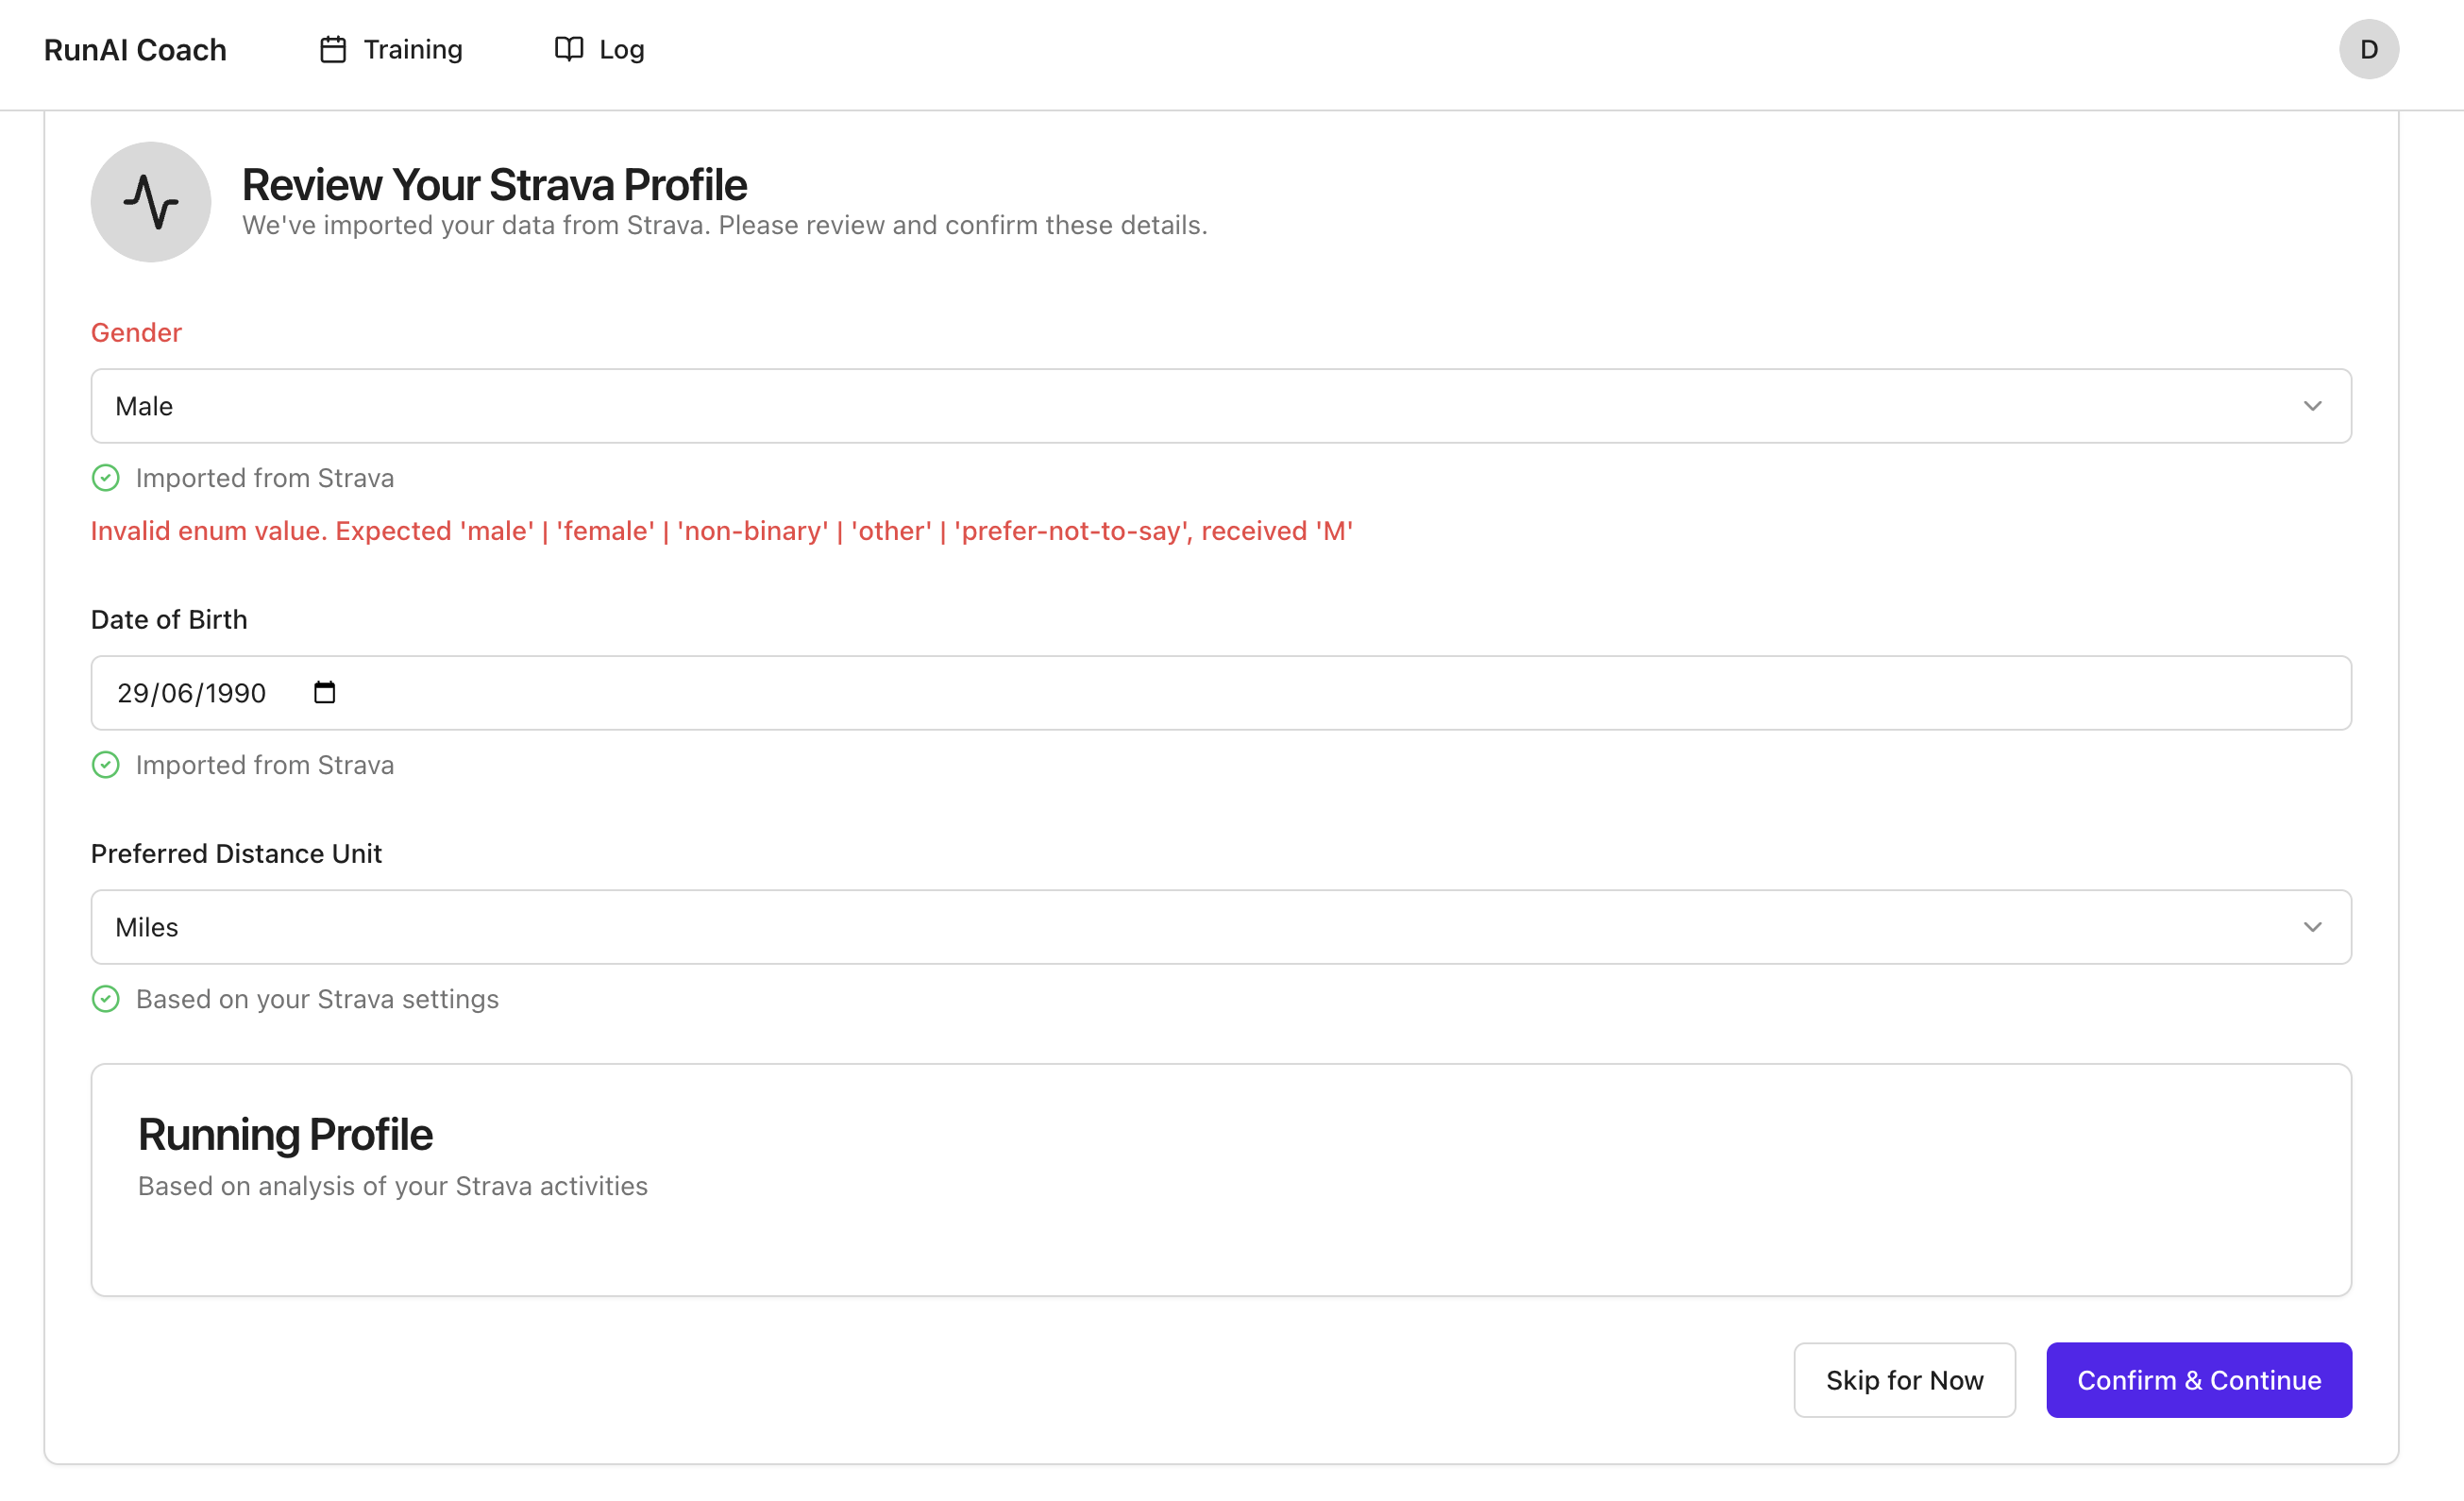 RunAI Coach
Training
Log
D
Review Your Strava Profile
We've imported your data from Strava. Please review and confirm these details.
Gender
Male
Imported from Strava
Invalid enum value. Expected 'male' | 'female' | 'non-binary' | 'other' | 'prefer-not-to-say', received 'M'
Date of Birth
29/06/1990
Imported from Strava
Preferred Distance Unit
Miles
Based on your Strava settings
Running Profile
Based on analysis of your Strava activities
Skip for Now
Confirm & Continue